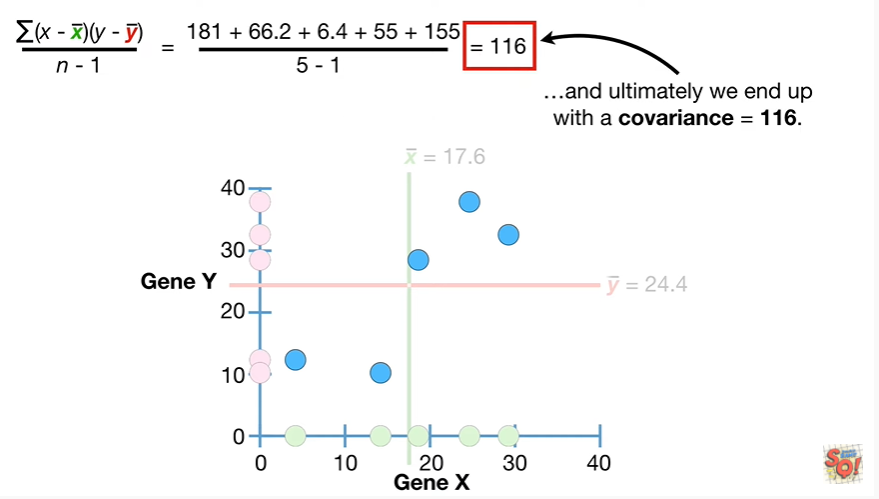 ∑(x - x̅)(y - y̅) / n - 1 = 181 + 66.2 + 6.4 + 55 + 155 / 5 - 1 = 116
…and ultimately we end up
with a covariance = 116.
x̅ = 17.6
40
30
Gene Y
y̅ = 24.4
20
10
0
0 10 20 30 40
Gene X
SQ!